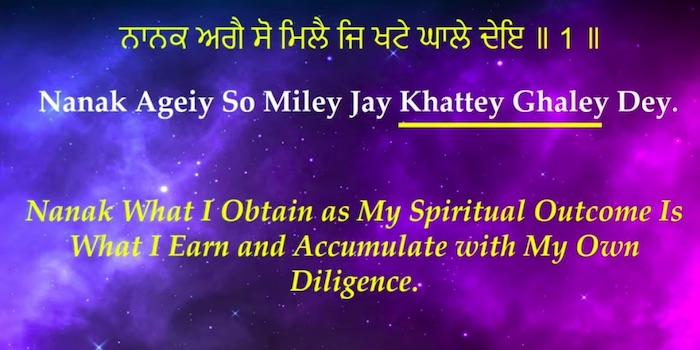 ਨਾਨਕ ਅਗੈ ਸੋ ਮਿਲੈ ਜਿ ਖਟੇ ਘਾਲੇ ਦੇਇ ॥ 1 ॥
Nanak Ageiy So Miley Jay Khattey Ghaley Dey.
Nanak What I Obtain as My Spiritual Outcome Is
What I Earn and Accumulate with My Own
Diligence.